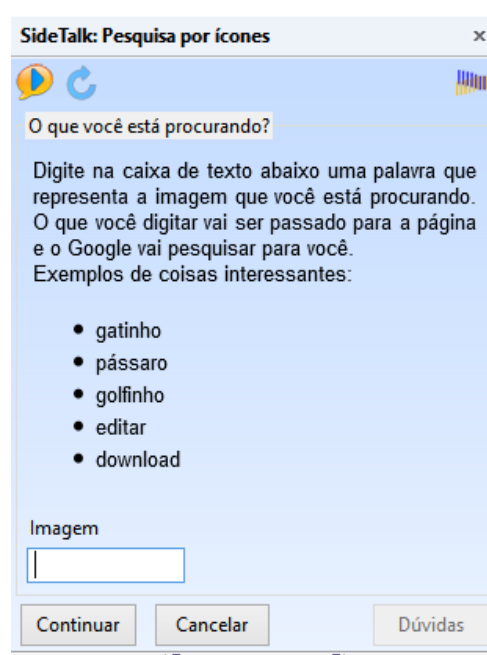 SideTalk: Pesquisa por ícones
O que você está procurando?
Digite na caixa de texto abaixo uma palavra que
representa a imagem que você está procurando.
O que você digitar vai ser passado para a página
e o Google vai pesquisar para você.
Exemplos de coisas interessantes:
• gatinho
• pássaro
• golfinho
• editar
• download
Imagem
Continuar Cancelar Dúvidas